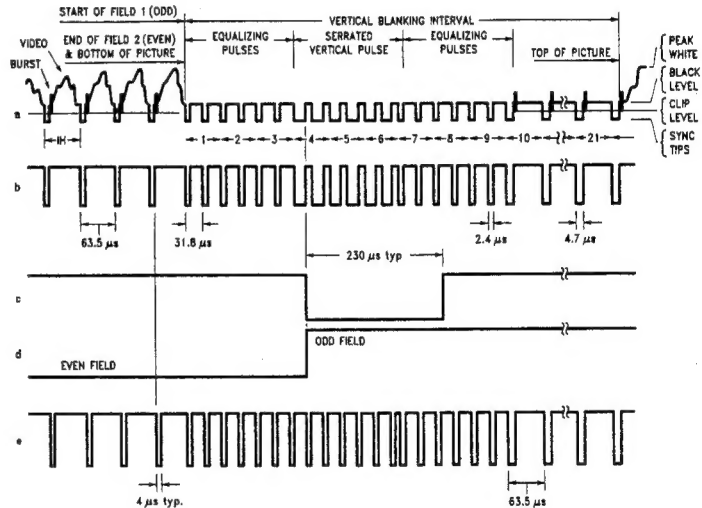 START OF FIELD 1 (ODD)
VERTICAL BLANKING INTERVAL
VIDEO
BURST
END OF FIELD 2 (EVEN)
& BOTTOM OF PICTURE
EQUALIZING
PULSES
SERRATED
VERTICAL PULSE
EQUALIZING
PULSES
TOP OF PICTURE
PEAK
WHITE
BLACK
LEVEL
CLIP
LEVEL
SYNC
TIPS
a
1H
1 2 3 4 5 6 7 8 9 10 21
b
63.5 µs
31.8 µs
2.4 µs
4.7 µs
230 µs typ
c
d
EVEN FIELD
ODD FIELD
e
4 µs typ.
63.5 µs